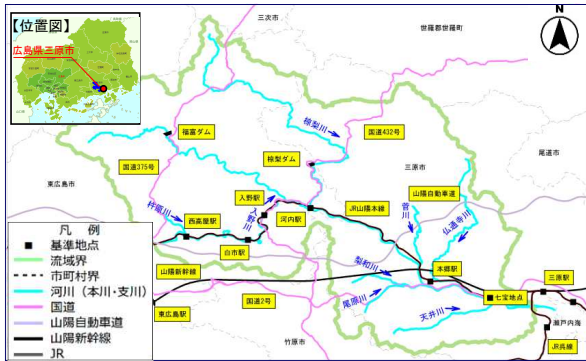 【位置図】
広島県三原市
三次市
世羅郡世羅町
N
福富ダム
椋梨川
国道432号
尾道市
国道375号
椋梨ダム
三原市
東広島市
山陽自動車道
入野駅
JR山陽本線
菅川
仏通寺川
杵原川
西高屋駅
入野川
河内駅
白市駅
梨和川
本郷駅
三原駅
山陽新幹線
尾原川
七宝地点
東広島駅
国道2号
天井川
瀬戸内海
竹原市
JR呉線
凡 例
基準地点
流域界
市町村界
河川(本川・支川)
国道
山陽自動車道
山陽新幹線
JR